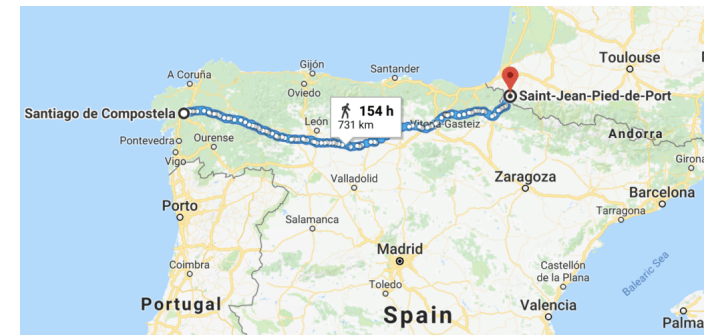 Toulouse
Gijón
Santander
A Coruña
Oviedo
Saint-Jean-Pied-de-Port
154 h
731 km
Santiago de Compostela
León
Vitoria-Gasteiz
Andorra
Pontevedra
Ourense
Vigo
Girona
Valladolid
Zaragoza
Barcelona
Porto
Tarragona
Salamanca
Madrid
Coimbra
Castellón
de la Plana
Balearic Sea
Toledo
Portugal
Spain
Valencia
Palma